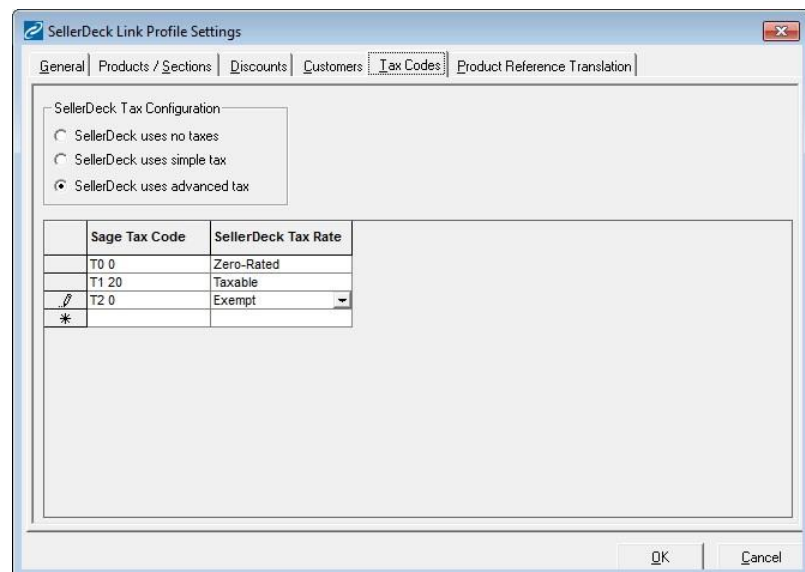 SellerDeck Link Profile Settings
General Products / Sections Discounts Customers Tax Codes Product Reference Translation
SellerDeck Tax Configuration
SellerDeck uses no taxes
SellerDeck uses simple tax
SellerDeck uses advanced tax
Sage Tax Code SellerDeck Tax Rate
T0 0 Zero-Rated
T1 20 Taxable
T2 0 Exempt
OK Cancel